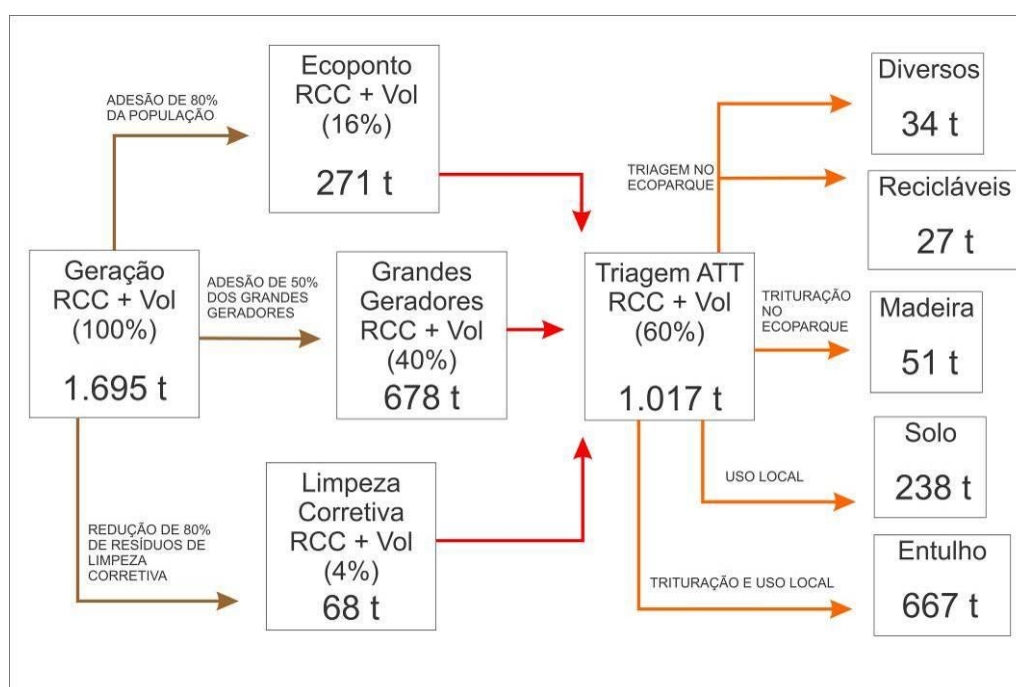 ADESÃO DE 80%
DA POPULAÇÃO
Ecoponto
RCC + Vol
(16%)
271 t
Geração
RCC + Vol
(100%)
1.695 t
ADESÃO DE 50%
DOS GRANDES
GERADORES
Grandes
Geradores
RCC + Vol
(40%)
678 t
REDUÇÃO DE 80%
DE RESÍDUOS DE
LIMPEZA
CORRETIVA
Limpeza
Corretiva
RCC + Vol
(4%)
68 t
Triagem ATT
RCC + Vol
(60%)
1.017 t
TRIAGEM NO
ECOPARQUE
Diversos
34 t
Recicláveis
27 t
TRITURAÇÃO
NO
ECOPARQUE
Madeira
51 t
USO LOCAL
Solo
238 t
TRITURAÇÃO E USO LOCAL
Entulho
667 t